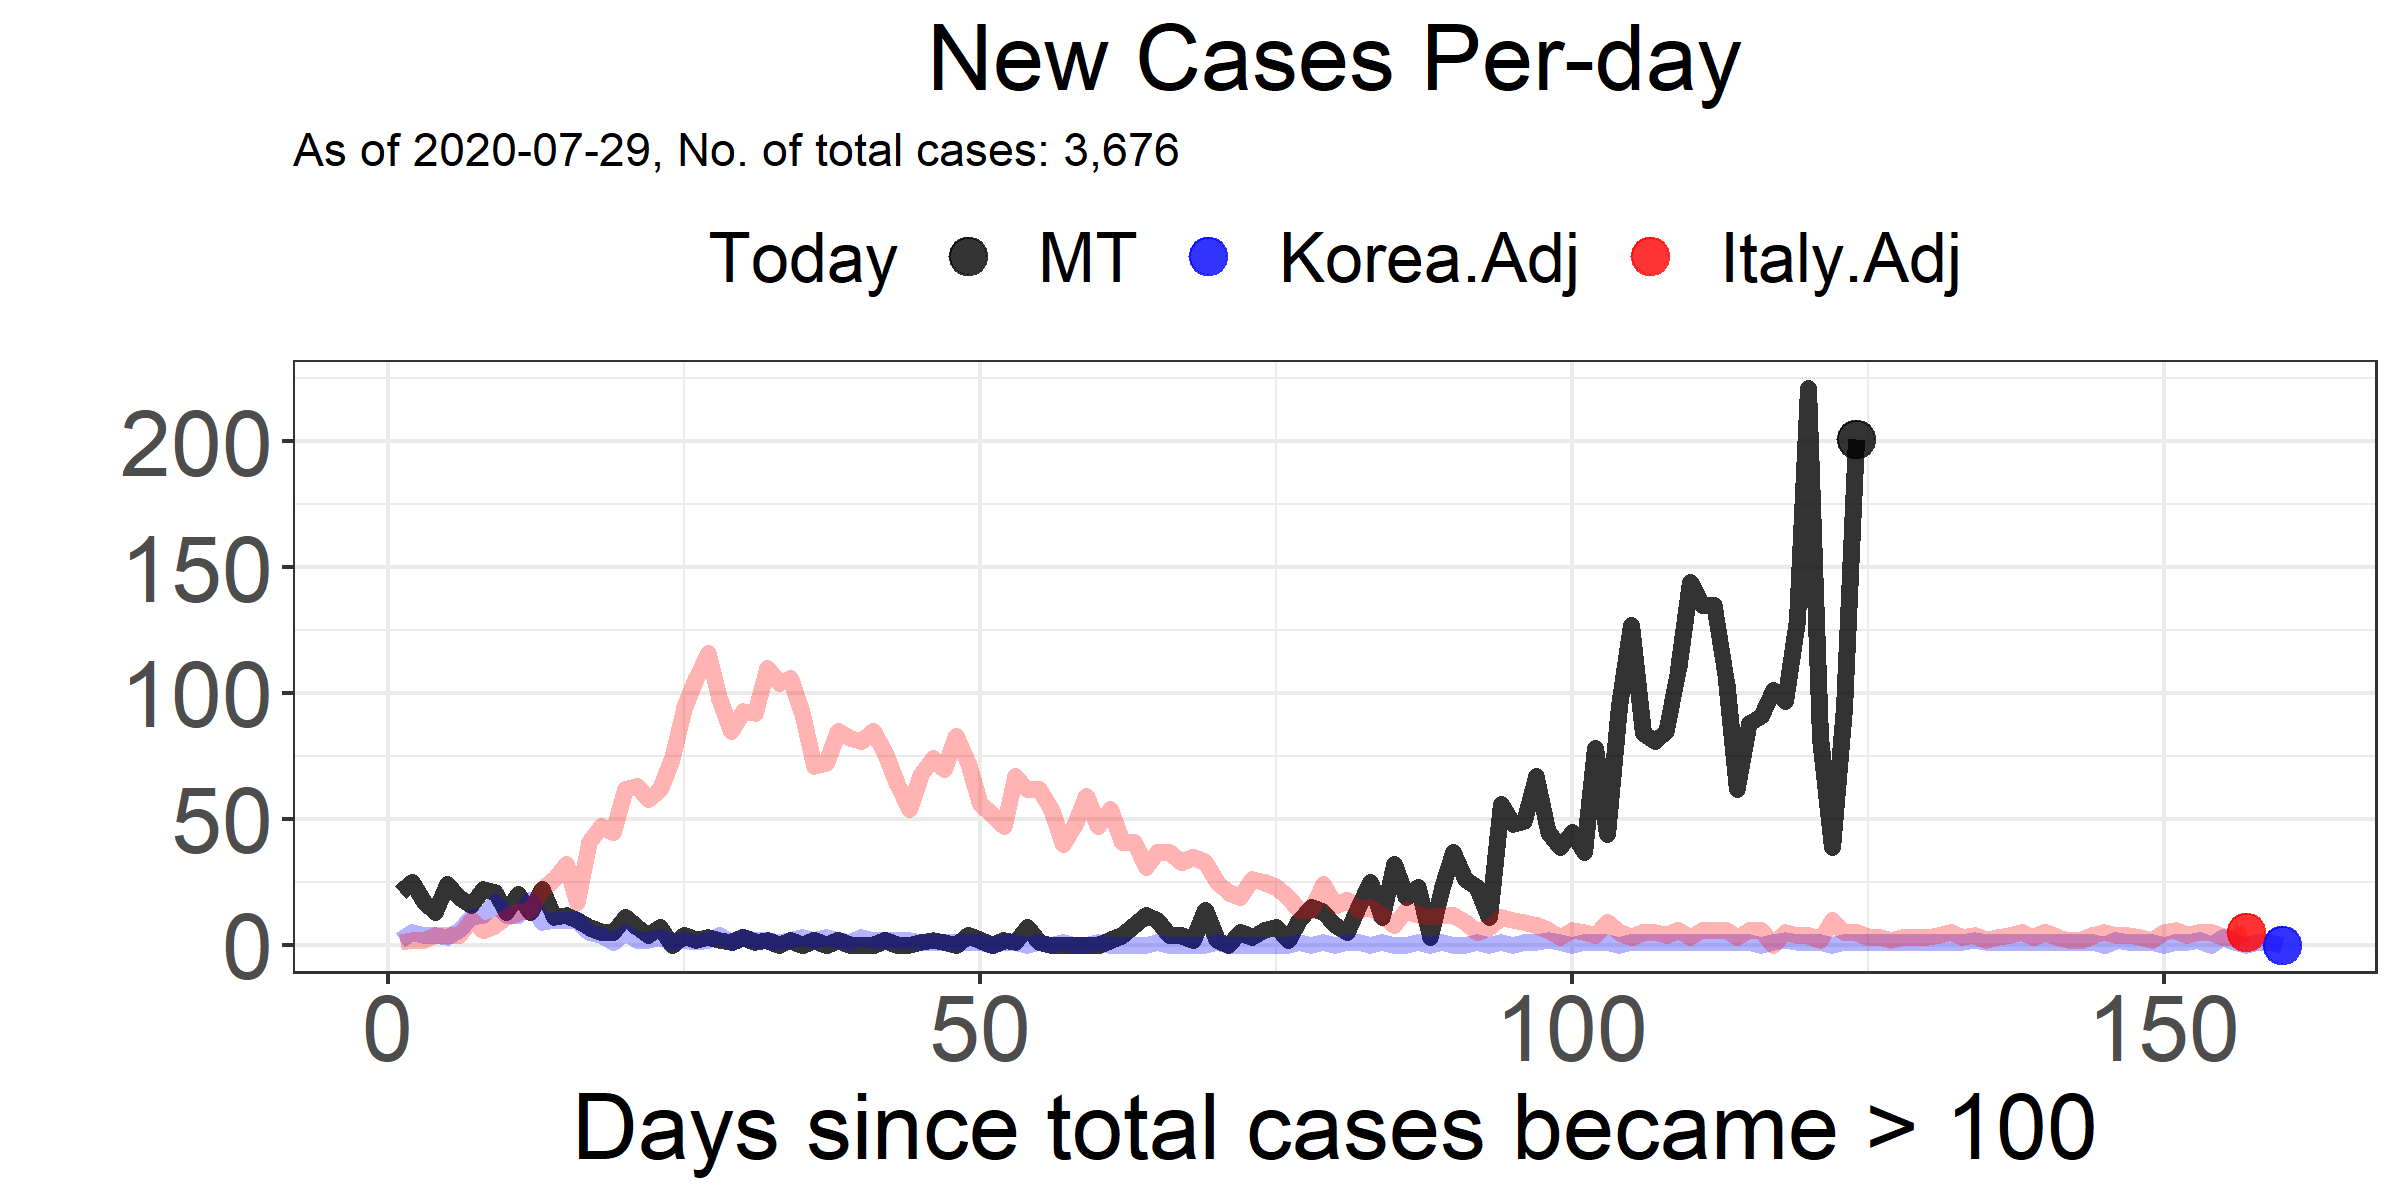 New Cases Per-day
As of 2020-07-29, No. of total cases: 3,676
Today MT Korea.Adj Italy.Adj
200
150
100
50
0
0 50 100 150
Days since total cases became > 100